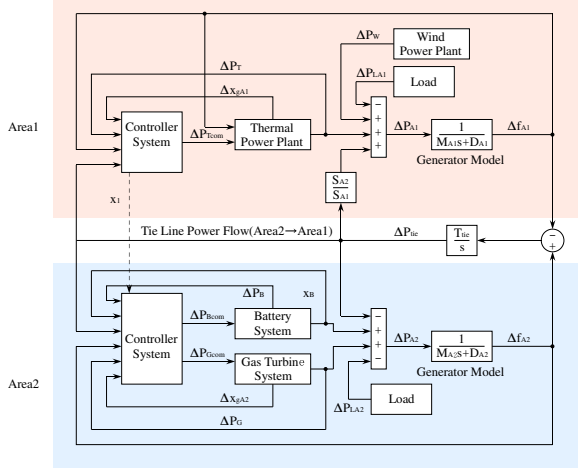 ΔPW
Wind
Power Plant
ΔPT
ΔPLA1
Load
ΔxgA1
Area1
Controller
System
ΔPTcom
Thermal
Power Plant
−
+
+
+
ΔPA1
1
MA1s+DA1
ΔfA1
Generator Model
SA2
SA1
x1
Tie Line Power Flow(Area2→Area1)
ΔPtie
Ttie
s
−
+
ΔPB
xB
Controller
System
ΔPBcom
Battery
System
−
+
+
−
ΔPA2
1
MA2s+DA2
ΔfA2
Generator Model
ΔPGcom
Gas Turbine
System
Area2
ΔxgA2
ΔPLA2
Load
ΔPG